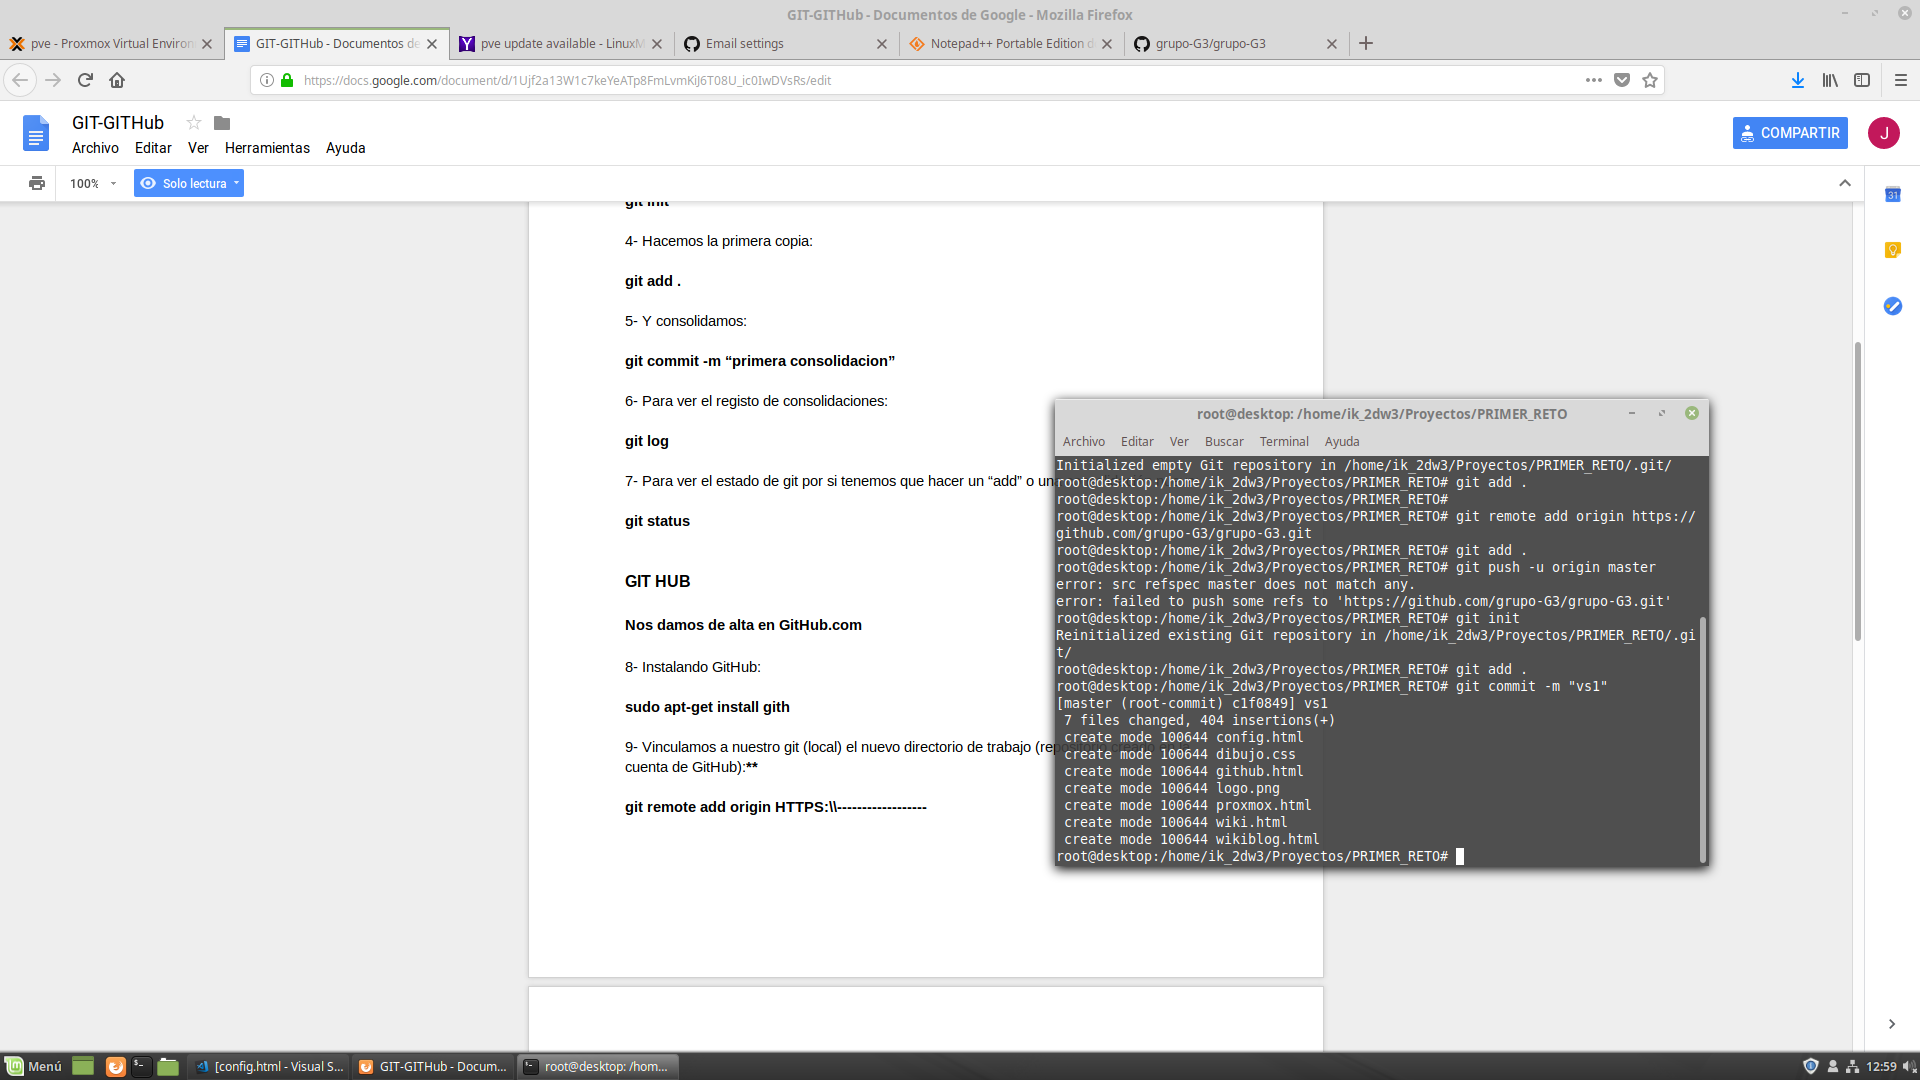 GIT-GITHub - Documentos de Google - Mozilla Firefox
pve - Proxmox Virtual Environ
GIT-GITHub - Documentos de
pve update available - LinuxM
Email settings
Notepad++ Portable Edition d
grupo-G3/grupo-G3
https://docs.google.com/document/d/1Ujf2a13W1c7keYeATp8FmLvmKiJ6T08U_ic0IwDVsRs/edit
GIT-GITHub
Archivo Editar Ver Herramientas Ayuda
COMPARTIR
J
100%
Solo lectura
31
git init
4- Hacemos la primera copia:
git add .
5- Y consolidamos:
git commit -m “primera consolidacion”
6- Para ver el registo de consolidaciones:
git log
7- Para ver el estado de git por si tenemos que hacer un “add” o un
git status
GIT HUB
Nos damos de alta en GitHub.com
8- Instalando GitHub:
sudo apt-get install gith
9- Vinculamos a nuestro git (local) el nuevo directorio de trabajo (repositorio
cuenta de GitHub):**
git remote add origin HTTPS:\\------------------
root@desktop: /home/ik_2dw3/Proyectos/PRIMER_RETO
Archivo Editar Ver Buscar Terminal Ayuda
Initialized empty Git repository in /home/ik_2dw3/Proyectos/PRIMER_RETO/.git/
root@desktop:/home/ik_2dw3/Proyectos/PRIMER_RETO# git add .
root@desktop:/home/ik_2dw3/Proyectos/PRIMER_RETO#
root@desktop:/home/ik_2dw3/Proyectos/PRIMER_RETO# git remote add origin https://
github.com/grupo-G3/grupo-G3.git
root@desktop:/home/ik_2dw3/Proyectos/PRIMER_RETO# git add .
root@desktop:/home/ik_2dw3/Proyectos/PRIMER_RETO# git push -u origin master
error: src refspec master does not match any.
error: failed to push some refs to 'https://github.com/grupo-G3/grupo-G3.git'
root@desktop:/home/ik_2dw3/Proyectos/PRIMER_RETO# git init
Reinitialized existing Git repository in /home/ik_2dw3/Proyectos/PRIMER_RETO/.gi
t/
root@desktop:/home/ik_2dw3/Proyectos/PRIMER_RETO# git add .
root@desktop:/home/ik_2dw3/Proyectos/PRIMER_RETO# git commit -m "vs1"
[master (root-commit) c1f0849] vs1
7 files changed, 404 insertions(+)
create mode 100644 config.html
create mode 100644 dibujo.css
create mode 100644 github.html
create mode 100644 logo.png
create mode 100644 proxmox.html
create mode 100644 wiki.html
create mode 100644 wikiblog.html
root@desktop:/home/ik_2dw3/Proyectos/PRIMER_RETO#
Menú
[config.html - Visual S...
GIT-GITHub - Docum...
root@desktop: /hom...
12:59